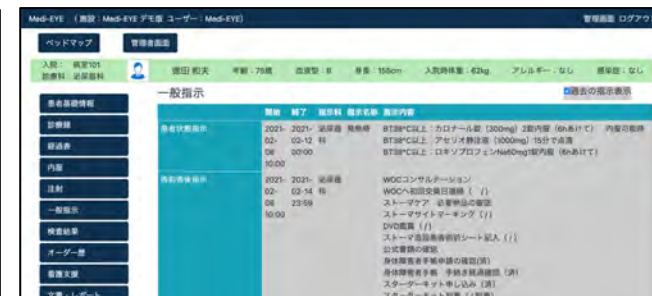 Medi-EYE （施設：Medi-EYE デモ版 ユーザー：Medi-EYE） 管理画面 ログアウ
ベッドマップ 管理者画面
入院： 病室101
診療科 泌尿器科
徳田 和夫 年齢：75歳 血液型：B 身長：155cm 入院時体重：62kg アレルギー：なし 感染症：なし
一般指示
過去の指示表示
患者基礎情報
診療録
経過表
内服
注射
一般指示
検査結果
オーダー歴
看護支援
文書・レポート
開始 終了 指示科 指示名称 指示内容
患者状態指示
2021-02-08 10:00
2021-02-12 00:00
泌尿器科
発熱時
BT38℃以上：カロナール錠（300mg）2錠内服（6hあけて） 内服可能時
BT38℃以上：アセリオ静注液（1000mg）15分で点滴
BT38℃以上：ロキソプロフェンNa60mg1錠内服（6hあけて）
2021-02-08 10:00
2021-02-14 23:59
泌尿器科
WOCコンサルテーション
WOCへ初回交換日連絡（ /）
ストーマケア 必要物品の確認
ストーマサイトマーキング（ /）
DVD鑑賞（ /）
ストーマ造設患者術前シート記入（ /）
公式書類の確認
身体障害者手帳申請の確認(済)
身体障害者手帳 手続き経過確認（済）
スターターキット申し込み（済）